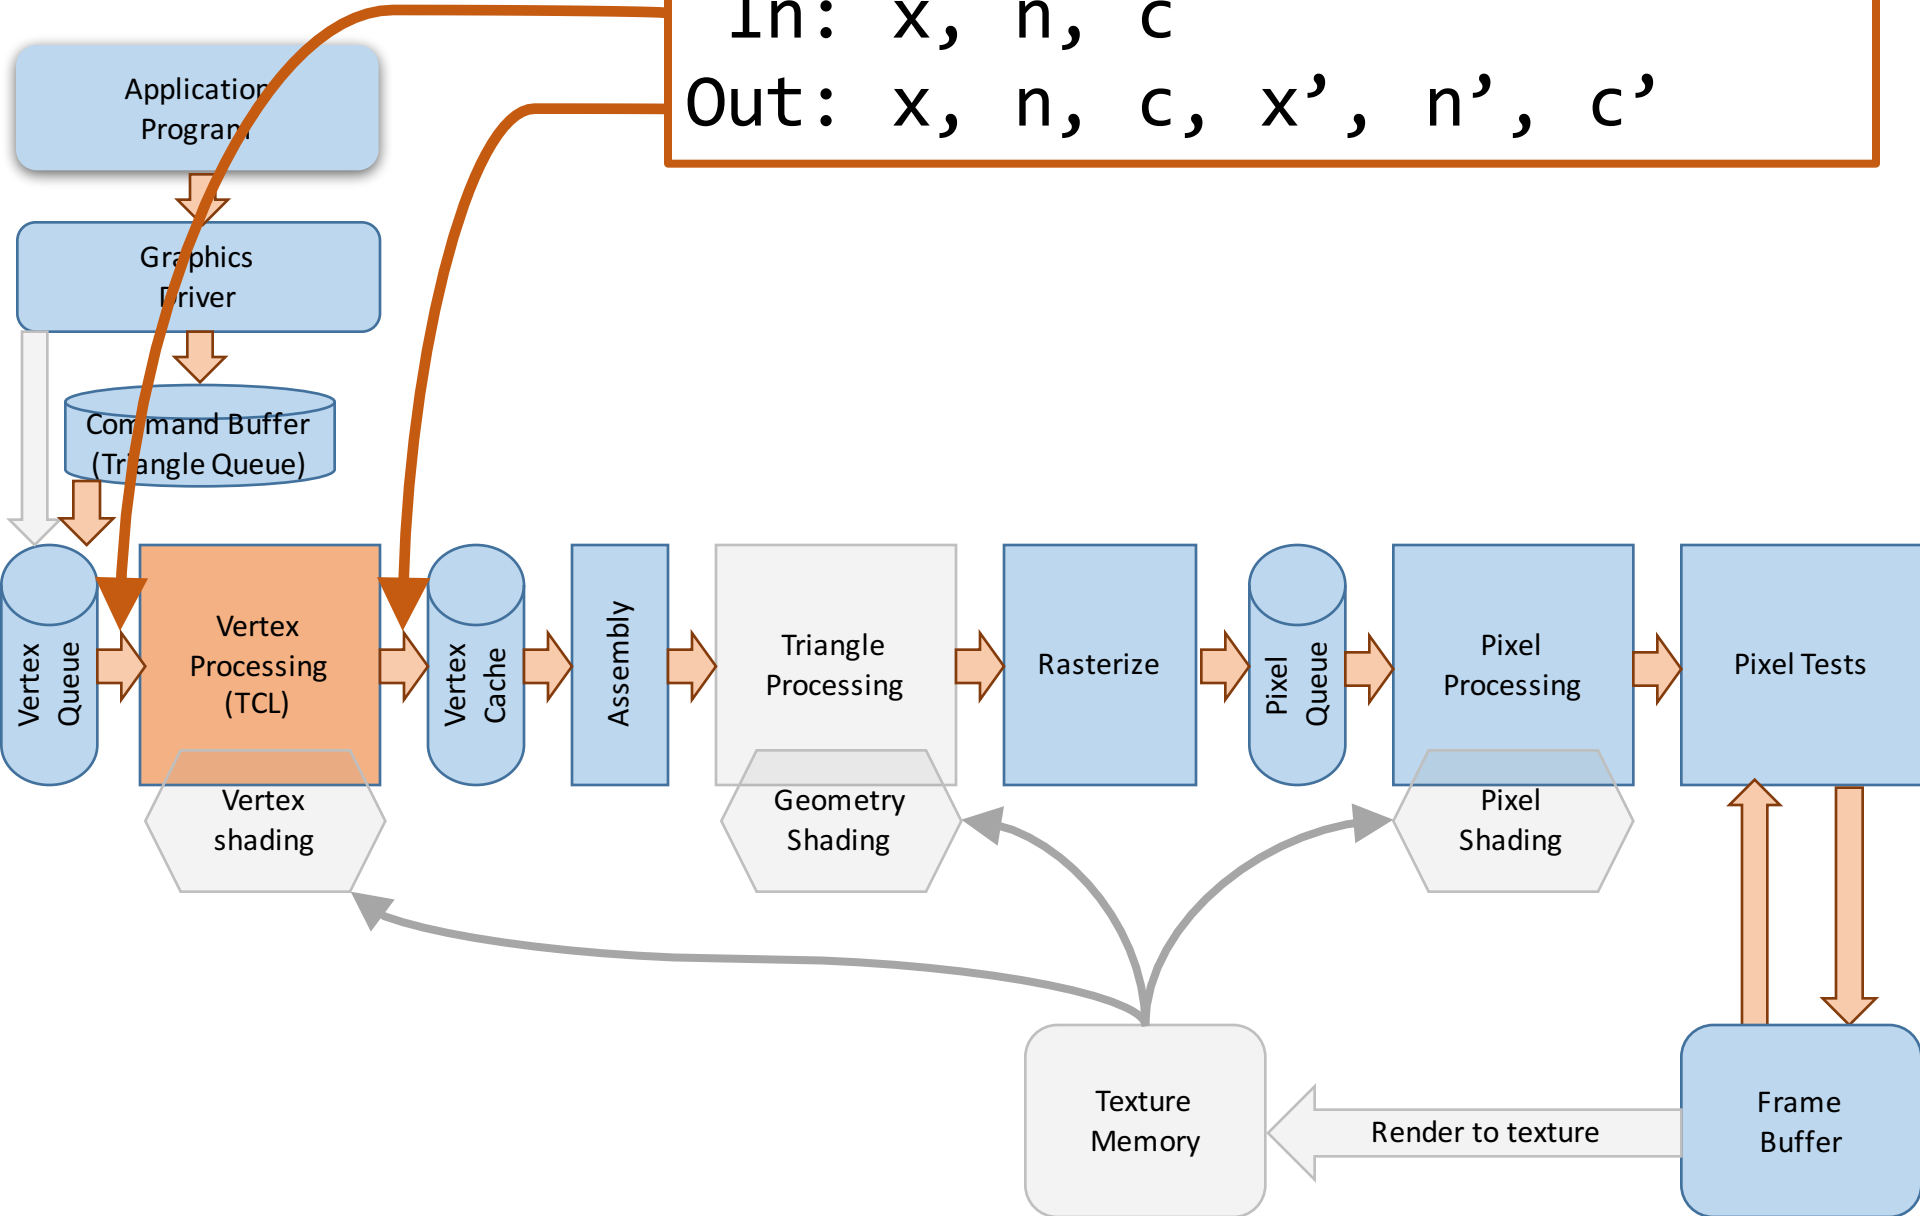 In: x, n, c
Out: x, n, c, x’, n’, c’
Application
Program
Graphics
Driver
Command Buffer
(Triangle Queue)
Vertex
Queue
Vertex
Processing
(TCL)
Vertex
Cache
Assembly
Triangle
Processing
Rasterize
Pixel
Queue
Pixel
Processing
Pixel Tests
Vertex
shading
Geometry
Shading
Pixel
Shading
Texture
Memory
Render to texture
Frame
Buffer